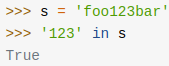 >>> s = 'foo123bar'
>>> '123' in s
True